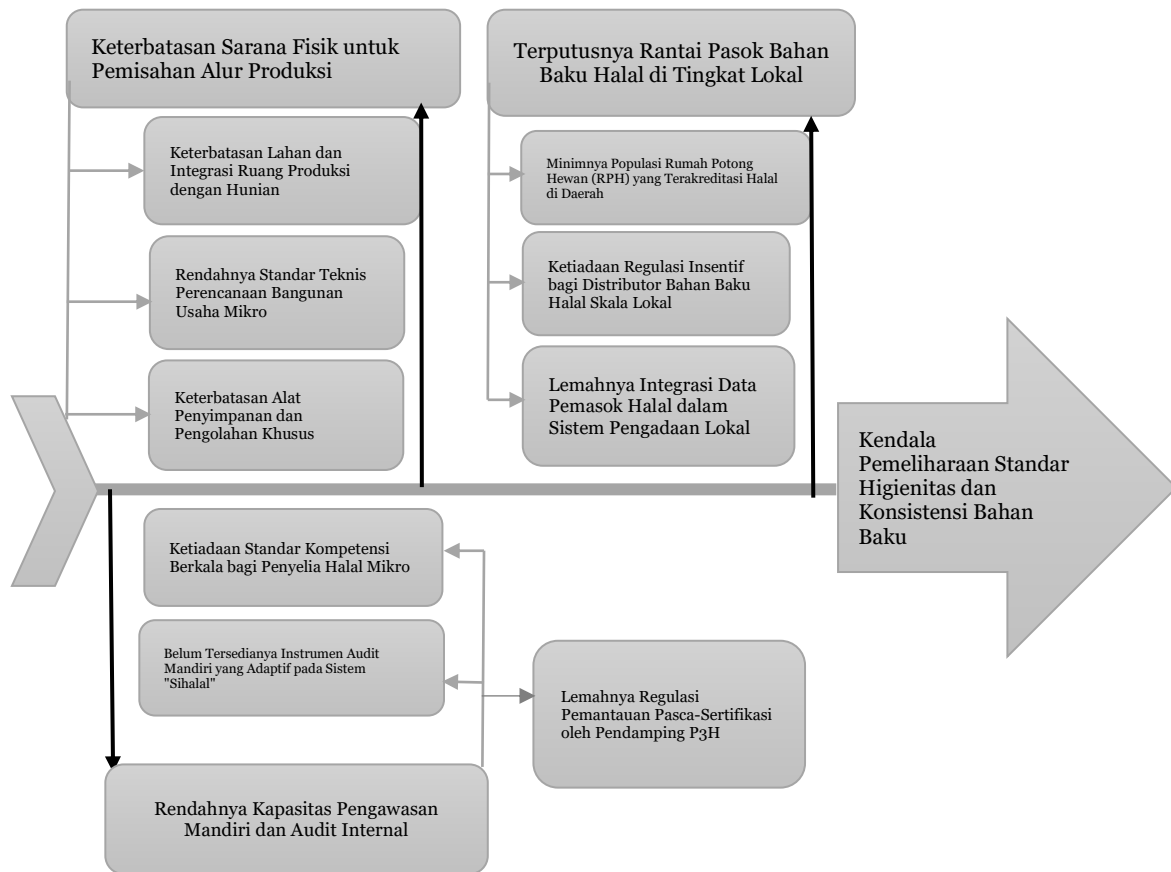 Keterbatasan Sarana Fisik untuk
Pemisahan Alur Produksi
Keterbatasan Lahan dan
Integrasi Ruang Produksi
dengan Hunian
Rendahnya Standar Teknis
Perencanaan Bangunan
Usaha Mikro
Keterbatasan Alat
Penyimpanan dan
Pengolahan Khusus
Terputusnya Rantai Pasok Bahan
Baku Halal di Tingkat Lokal
Minimnya Populasi Rumah Potong
Hewan (RPH) yang Terakreditasi Halal
di Daerah
Ketiadaan Regulasi Insentif
bagi Distributor Bahan Baku
Halal Skala Lokal
Lemahnya Integrasi Data
Pemasok Halal dalam
Sistem Pengadaan Lokal
Kendala
Pemeliharaan Standar
Higienitas dan
Konsistensi Bahan
Baku
Ketiadaan Standar Kompetensi
Berkala bagi Penyelia Halal Mikro
Belum Tersedianya Instrumen Audit
Mandiri yang Adaptif pada Sistem
"Sihalal"
Lemahnya Regulasi
Pemantauan Pasca-Sertifikasi
oleh Pendamping P3H
Rendahnya Kapasitas Pengawasan
Mandiri dan Audit Internal